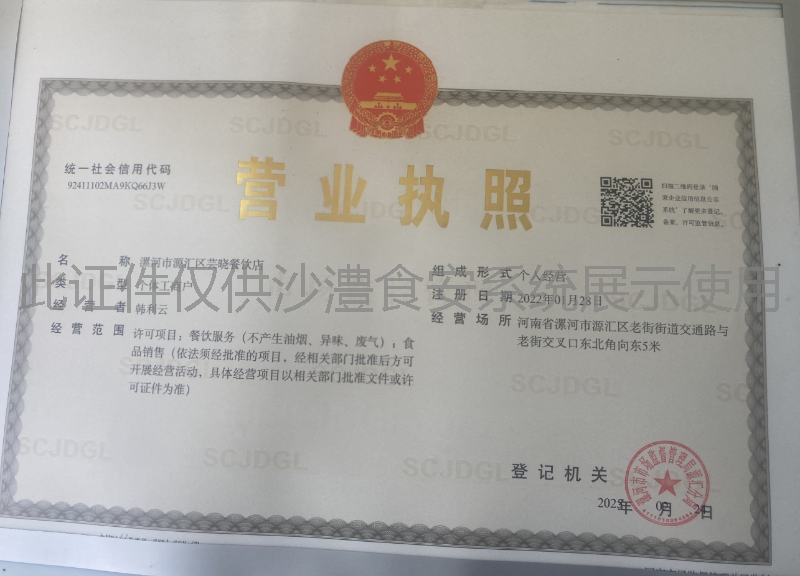 统一社会信用代码
92411102MA9KQ66J3W
营业执照
扫描二维码登录“国
家企业信用信息公示
系统”了解更多登记、
备案、许可监管信息。
名称 漯河市源汇区芸晓餐饮店
类型 个体工商户
经营者 韩利云
经营范围 许可项目：餐饮服务（不产生油烟、异味、废气）；食
品销售（依法须经批准的项目，经相关部门批准后方可
开展经营活动，具体经营项目以相关部门批准文件或许
可证件为准）
组成形式 个人经营
注册日期 2022年01月28日
经营场所 河南省漯河市源汇区老街街道交通路与
老街交叉口东北角向东5米
此证件仅供沙澧食安系统展示使用
登记机关
年 月 日
SCJDGL
SCJDGL
SCJDGL
SCJDGL
SCJDGL
SCJDGL